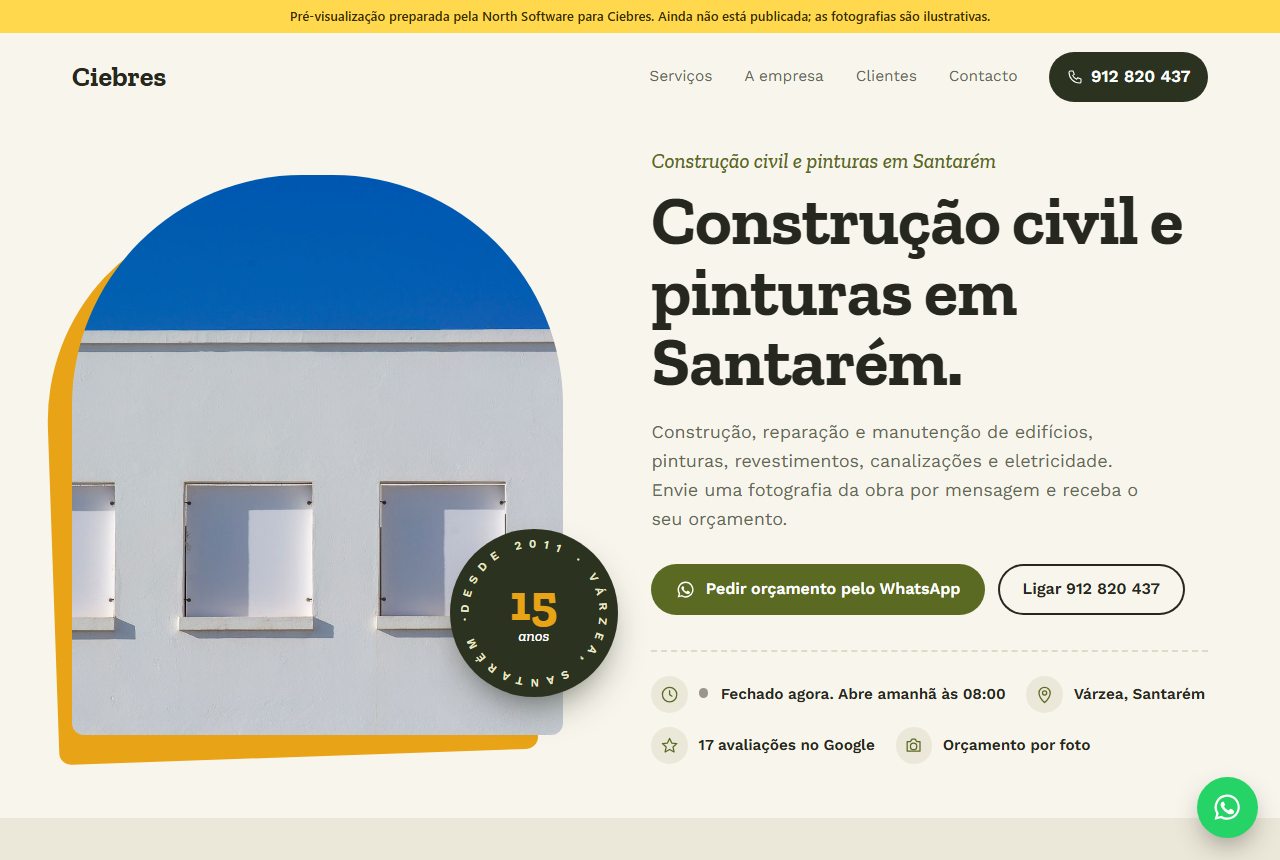 Pré-visualização preparada pela North Software para Ciebres. Ainda não está publicada; as fotografias são ilustrativas.
Ciebres
Serviços
A empresa
Clientes
Contacto
912 820 437
Construção civil e pinturas em Santarém
Construção civil e
pinturas em
Santarém.
Construção, reparação e manutenção de edifícios,
pinturas, revestimentos, canalizações e eletricidade.
Envie uma fotografia da obra por mensagem e receba o
seu orçamento.
Pedir orçamento pelo WhatsApp
Ligar 912 820 437
Fechado agora. Abre amanhã às 08:00
Várzea, Santarém
17 avaliações no Google
Orçamento por foto
DESDE 2011 · VÁRZEA, SANTARÉM ·
15
anos